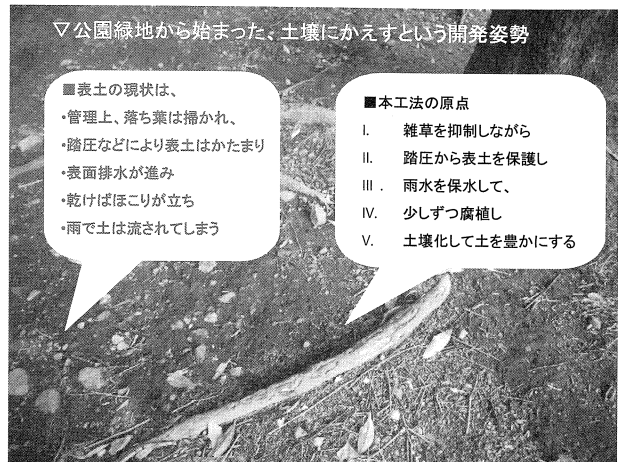 ▽公園緑地から始まった、土壌にかえすという開発姿勢
■表土の現状は、
・管理上、落ち葉は掃かれ、
・踏圧などにより表土はかたまり
・表面排水が進み
・乾けばほこりが立ち
・雨で土は流されてしまう
■本工法の原点
I. 雑草を抑制しながら
II. 踏圧から表土を保護し
III. 雨水を保水して、
IV. 少しずつ腐植し
V. 土壌化して土を豊かにする